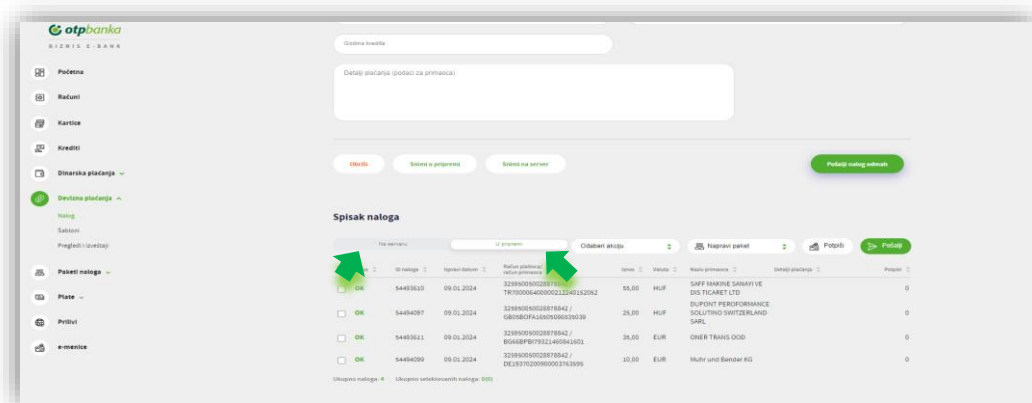 otpbanka
BIZNIS E-BANK
Početna
Računi
Kartice
Krediti
Dinarska plaćanja
Devizna plaćanja
Nalog
Šabloni
Pregledi i izveštaji
Paketi naloga
Plate
Prilivi
e-menice
Godina kredita
Detalji plaćanja (podaci za primaoca)
Obriši
Snimi u pripremi
Snimi na server
Pošalji nalog odmah
Spisak naloga
Na serveru
U pripremi
Odaberi akciju
Napravi paket
Potpiši
Pošalji
ID naloga
Ispravi datum
Račun platioca
račun primaoca
Iznos
Valuta
Naziv primaoca
Detalji plaćanja
Potpisi
OK 54493610 09.01.2024 55,00 HUF SAFF MAKINE SANAYI VE
DIS TICARET LTD 0
OK 54494097 09.01.2024 25,00 HUF DUPONT PEROFORMANCE
SOLUTINO SWITZERLAND
SARL 0
OK 54493611 09.01.2024 35,00 EUR ONER TRANS OOD 0
OK 54494099 09.01.2024 10,00 EUR Muhr und Bender KG 0
Ukupno naloga: 4 Ukupno selektovanih naloga: 0(0)